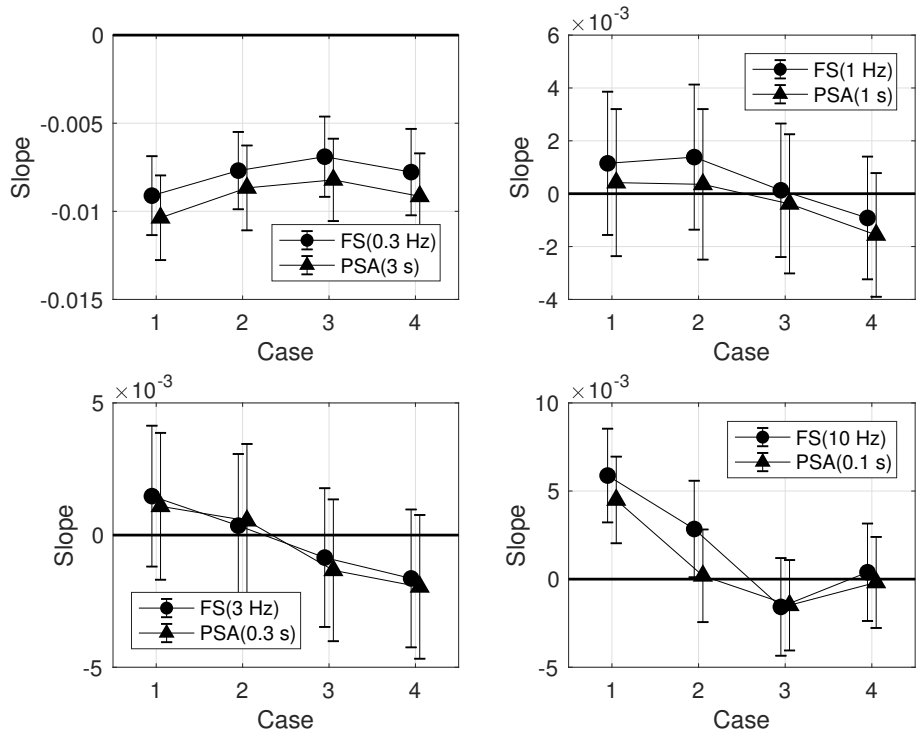 0
-0.005
-0.01
-0.015
Slope
1 2 3 4
Case
FS(0.3 Hz)
PSA(3 s)
×10-3
6
4
2
0
-2
-4
Slope
1 2 3 4
Case
FS(1 Hz)
PSA(1 s)
×10-3
5
0
-5
Slope
1 2 3 4
Case
FS(3 Hz)
PSA(0.3 s)
×10-3
10
5
0
-5
Slope
1 2 3 4
Case
FS(10 Hz)
PSA(0.1 s)